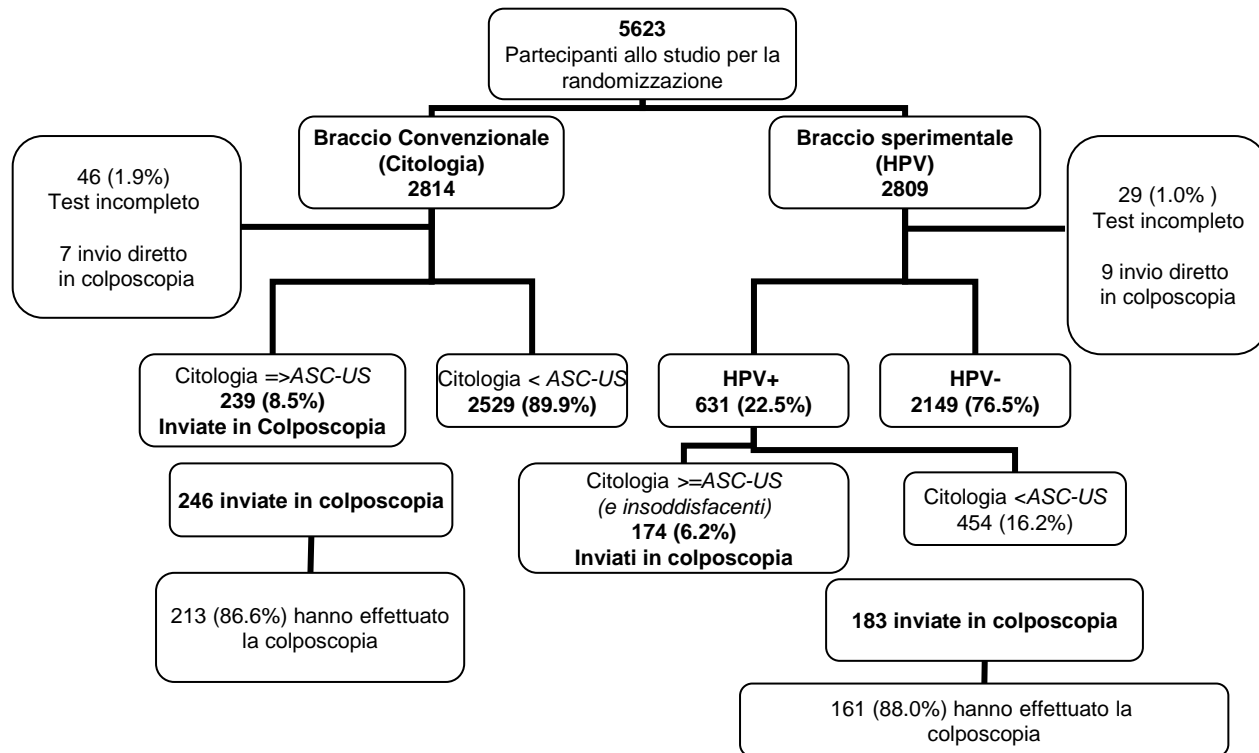 5623
Partecipanti allo studio per la
randomizzazione
Braccio Convenzionale
(Citologia)
2814
Braccio sperimentale
(HPV)
2809
46 (1.9%)
Test incompleto
7 invio diretto
in colposcopia
29 (1.0% )
Test incompleto
9 invio diretto
in colposcopia
Citologia =>ASC-US
239 (8.5%)
Inviate in Colposcopia
Citologia < ASC-US
2529 (89.9%)
HPV+
631 (22.5%)
HPV-
2149 (76.5%)
246 inviate in colposcopia
Citologia >=ASC-US
(e insoddisfacenti)
174 (6.2%)
Inviati in colposcopia
Citologia <ASC-US
454 (16.2%)
213 (86.6%) hanno effettuato
la colposcopia
183 inviate in colposcopia
161 (88.0%) hanno effettuato la
colposcopia